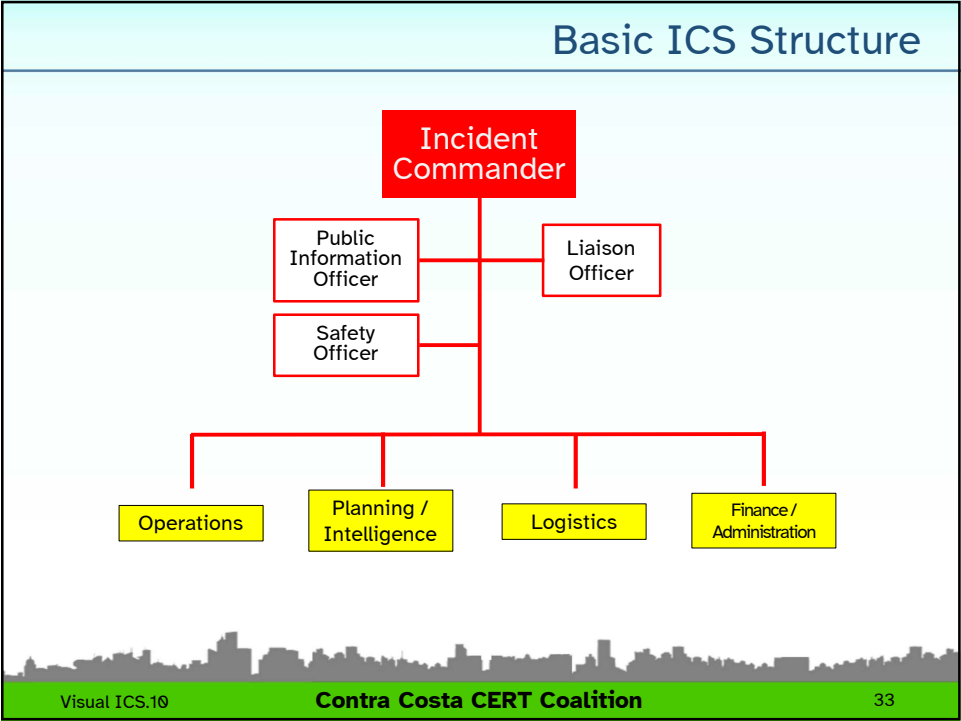 Basic ICS Structure
Incident
Commander
Public
Information
Officer
Liaison
Officer
Safety
Officer
Operations
Planning /
Intelligence
Logistics
Finance /
Administration
Visual ICS.10
Contra Costa CERT Coalition
33